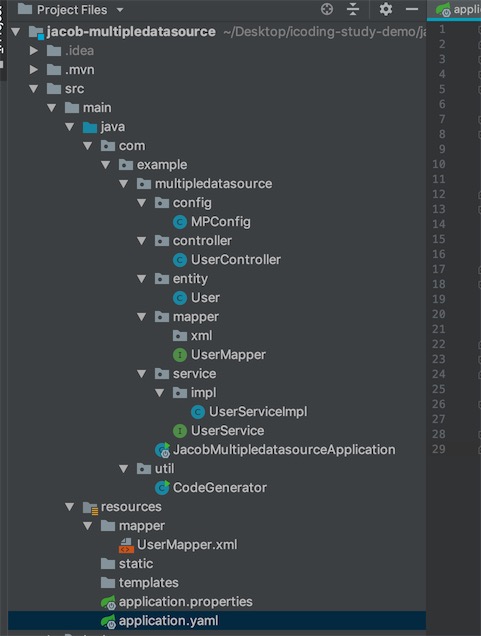 Project Files
appli
jacob-multipledatasource ~/Desktop/icoding-study-demo/ja
.idea
.mvn
src
main
java
com
example
multipledatasource
config
MPConfig
controller
UserController
entity
User
mapper
xml
UserMapper
service
impl
UserServiceImpl
UserService
JacobMultipledatasourceApplication
util
CodeGenerator
resources
mapper
UserMapper.xml
static
templates
application.properties
application.yaml
1
2
3
4
5
6
7
8
9
10
11
12
13
14
15
16
17
18
19
20
21
22
23
24
25
26
27
28
29